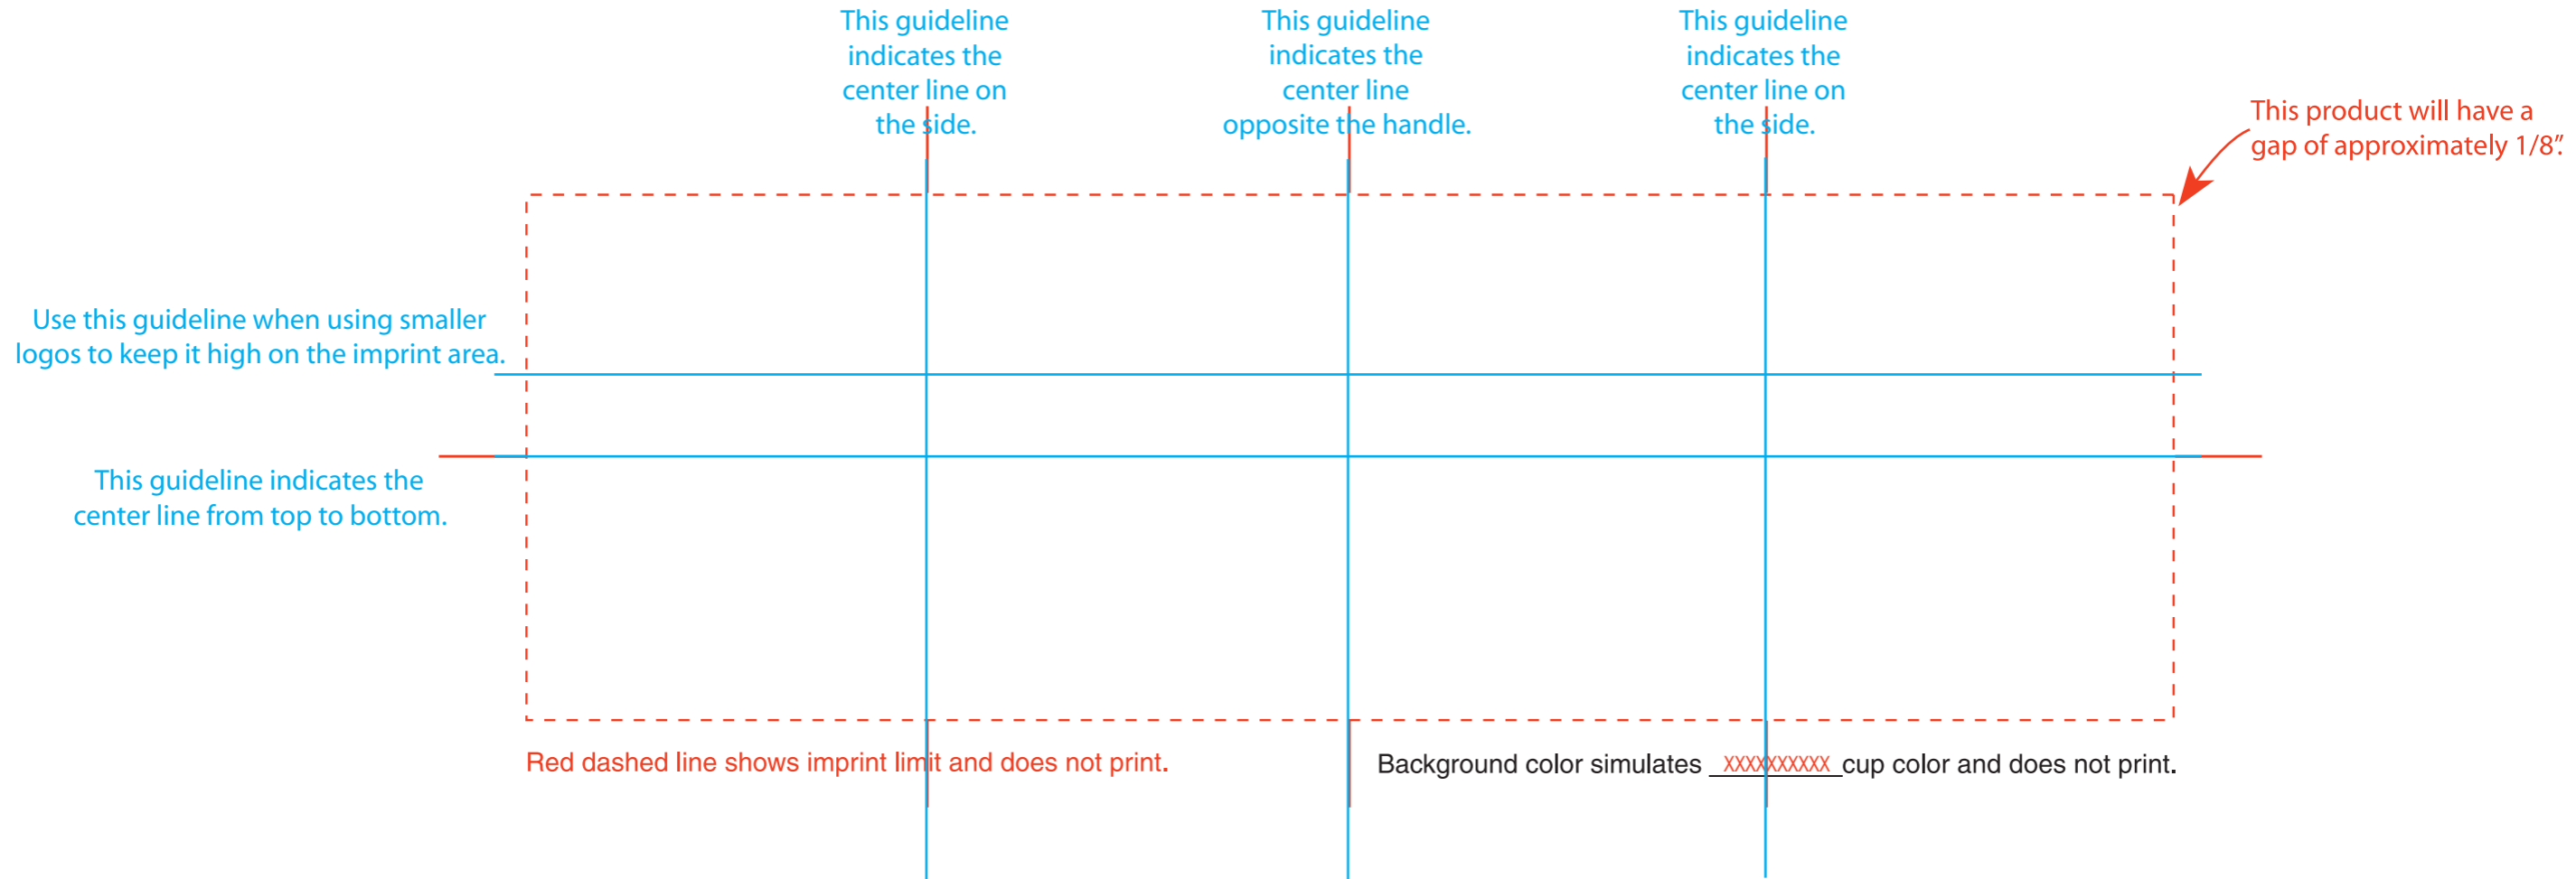 This guideline
indicates the
center line on
the side.
This guideline
indicates the
center line
opposite the handle.
This guideline
indicates the
center line on
the side.
This product will have a
gap of approximately 1/8".
Use this guideline when using smaller
logos to keep it high on the imprint area.
This guideline indicates the
center line from top to bottom.
Red dashed line shows imprint limit and does not print.
Background color simulates XXXXXXXXXX cup color and does not print.